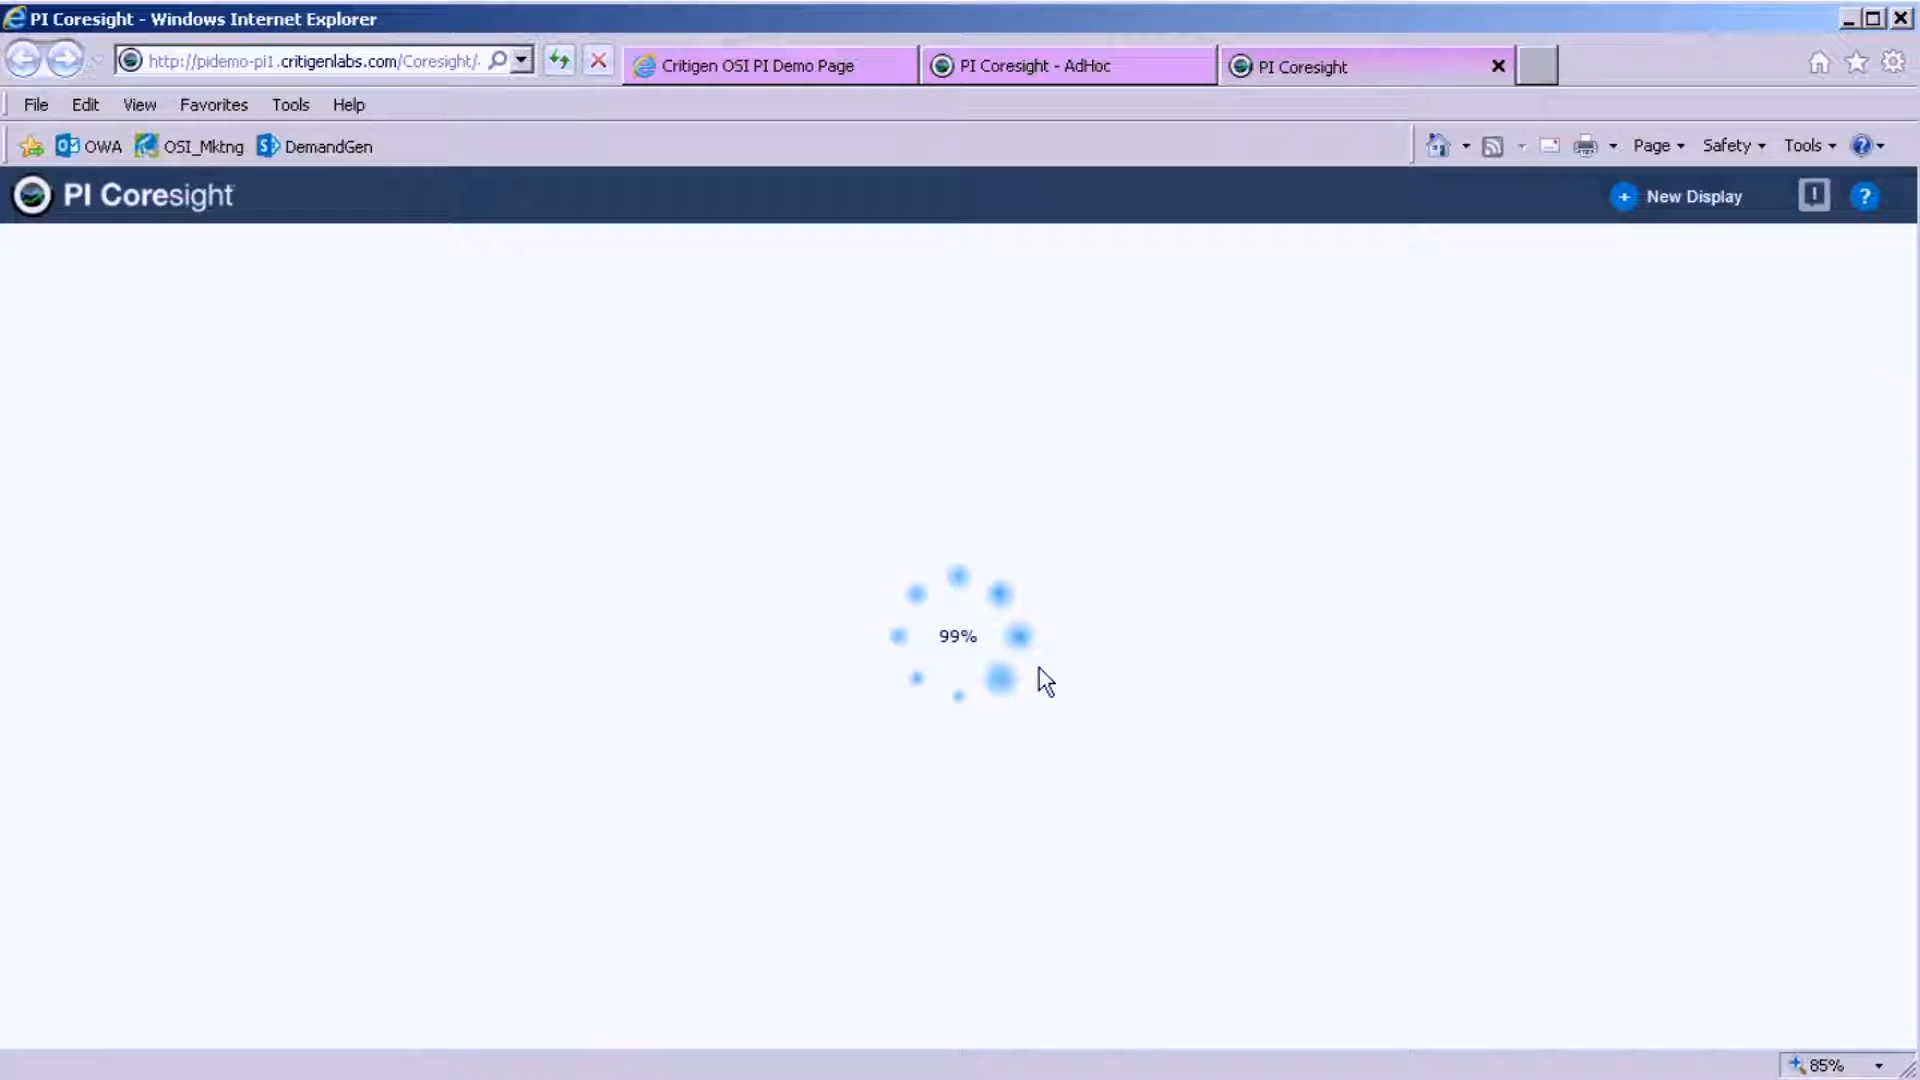 PI Coresight - Windows Internet Explorer
http://pidemo-pi1.critigenlabs.com/Coresight/
Critigen OSI PI Demo Page
PI Coresight - AdHoc
PI Coresight
File Edit View Favorites Tools Help
OWA OSI_Mktng DemandGen
Page Safety Tools
PI Coresight
New Display
99%
85%